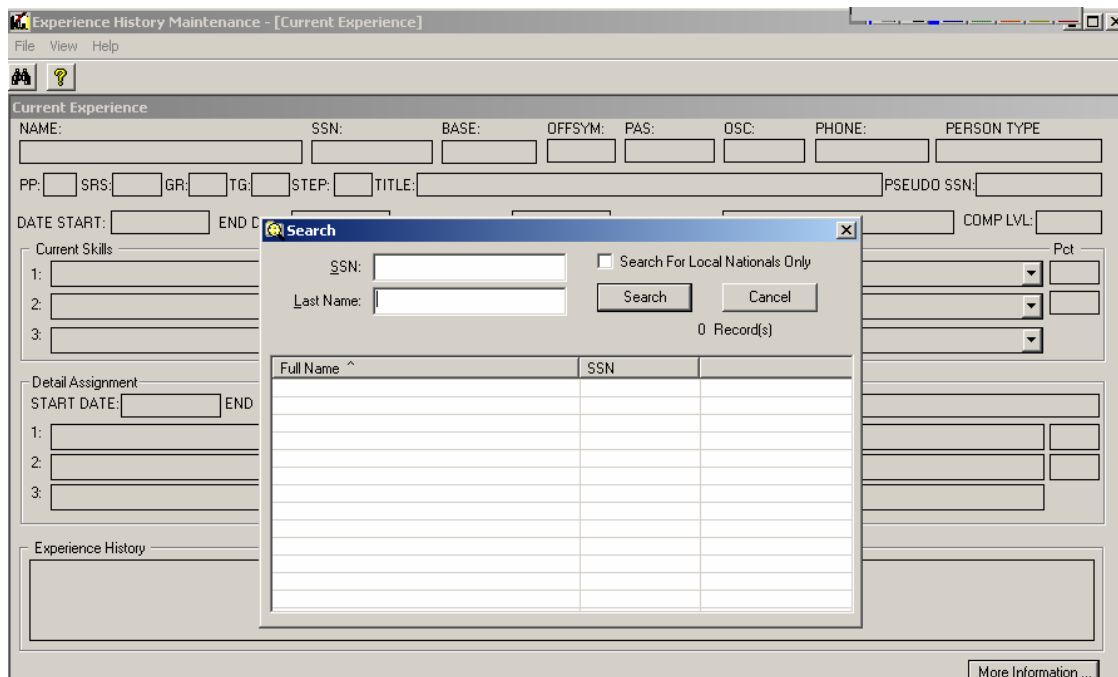 Experience History Maintenance - [Current Experience]
File View Help
Current Experience
NAME: SSN: BASE: OFFSYM: PAS: OSC: PHONE: PERSON TYPE
PP: SRS: GR: TG: STEP: TITLE: PSEUDO SSN:
DATE START: END D COMP LVL:
Search
SSN:
Search For Local Nationals Only
Last Name:
Search Cancel
0 Record(s)
Full Name ^ SSN
Current Skills Pct
1:
2:
3:
Detail Assignment
START DATE: END
1:
2:
3:
Experience History
More Information ...